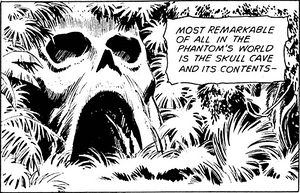 MOST REMARKABLE
OF ALL IN THE
PHANTOM'S WORLD
IS THE SKULL CAVE
AND ITS CONTENTS–